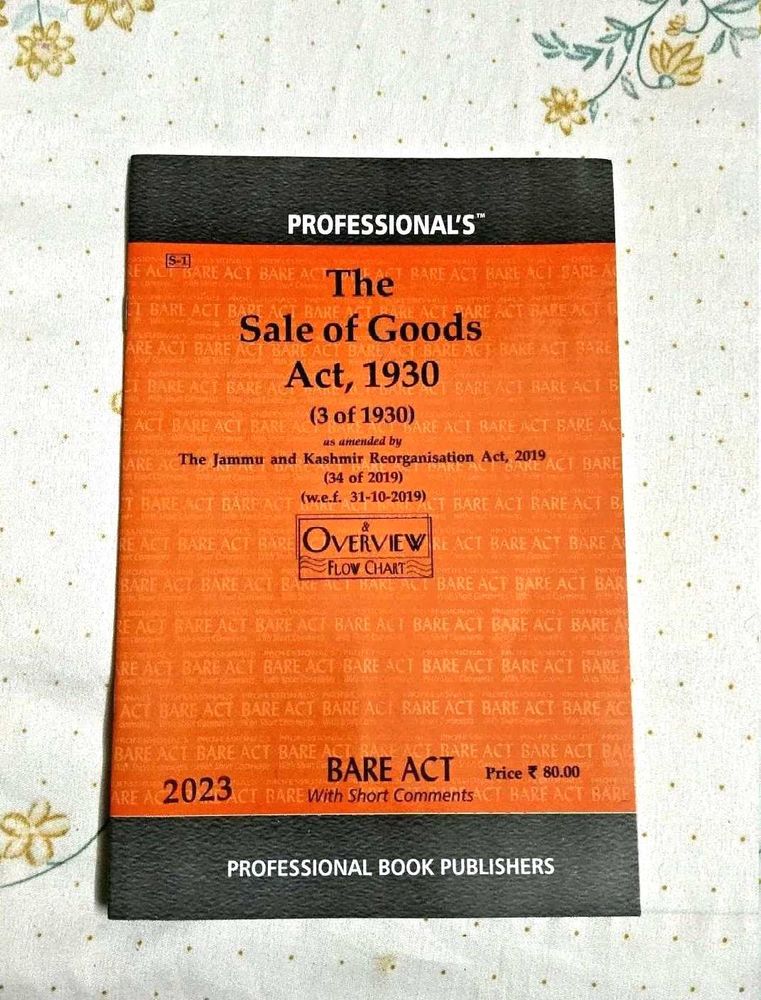 PROFESSIONAL'S™
S-1
The
Sale of Goods
Act, 1930
(3 of 1930)
as amended by
The Jammu and Kashmir Reorganisation Act, 2019
(34 of 2019)
(w.e.f. 31-10-2019)
&
OVERVIEW
FLOW CHART
BARE ACT
Price ₹ 80.00
2023
With Short Comments
PROFESSIONAL BOOK PUBLISHERS